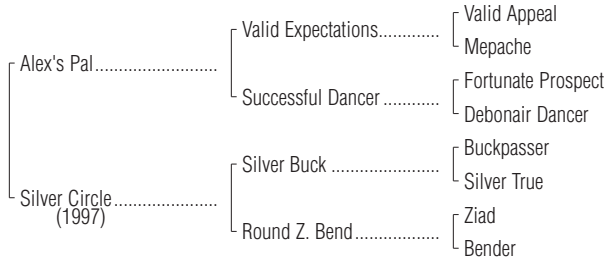 Valid Appeal
Valid Expectations.............
Mepache
Alex's Pal..........................
Fortunate Prospect
Successful Dancer ............
Debonair Dancer
Buckpasser
Silver Buck .......................
Silver True
Silver Circle......................
(1997)
Ziad
Round Z. Bend..................
Bender